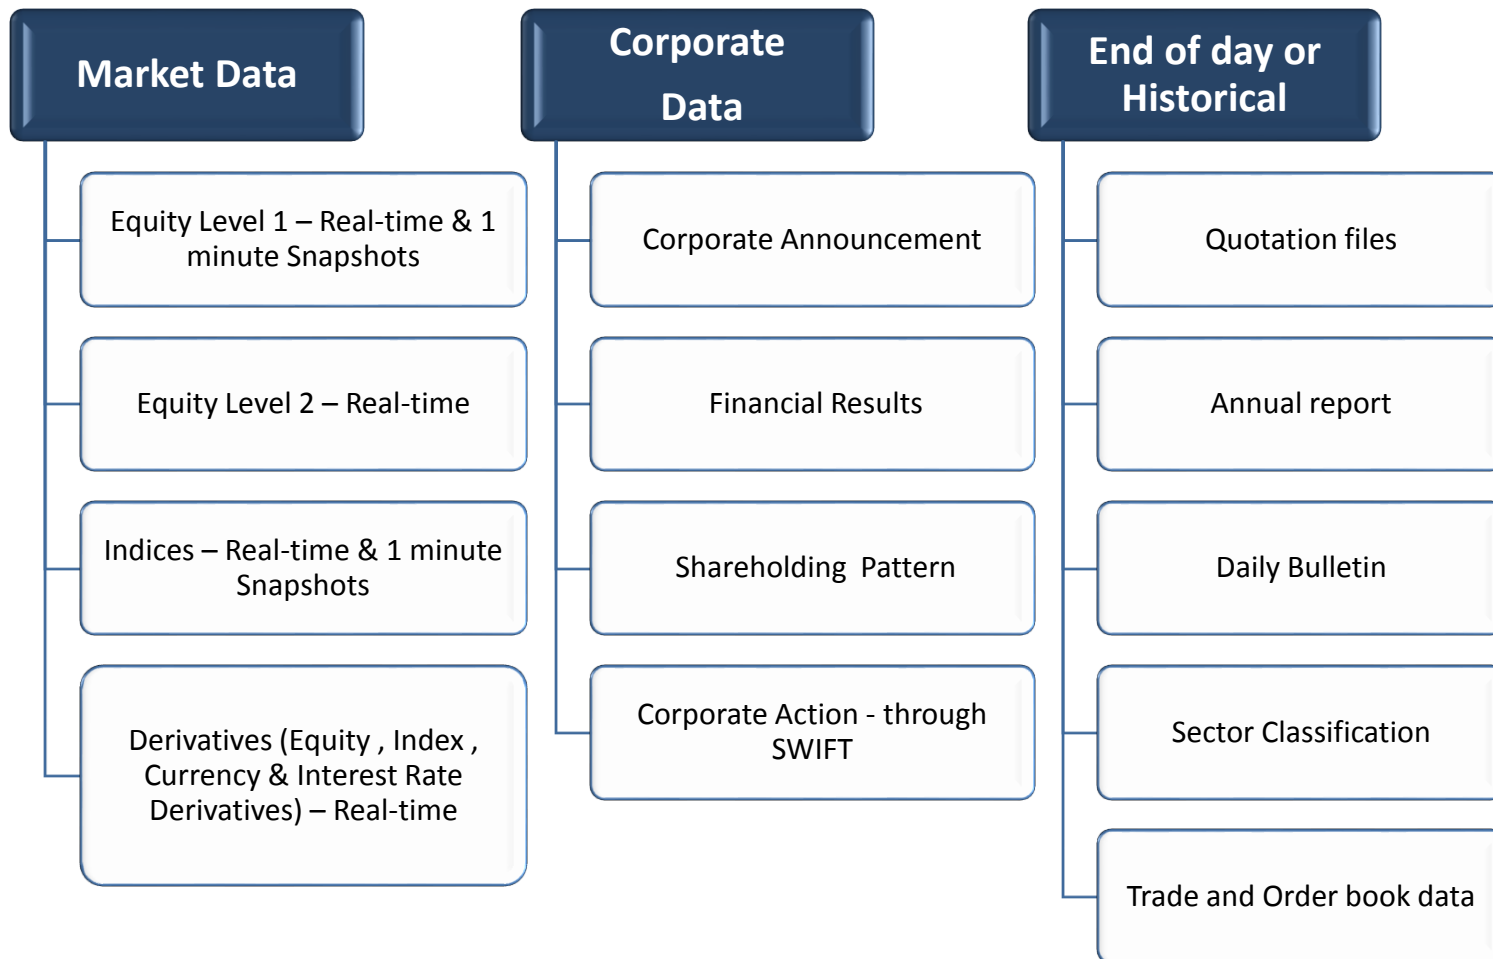 Market Data
Equity Level 1 – Real-time & 1
minute Snapshots
Equity Level 2 – Real-time
Indices – Real-time & 1 minute
Snapshots
Derivatives (Equity , Index ,
Currency & Interest Rate
Derivatives) – Real-time
Corporate
Data
Corporate Announcement
Financial Results
Shareholding  Pattern
Corporate Action - through
SWIFT
End of day or
Historical
Quotation files
Annual report
Daily Bulletin
Sector Classification
Trade and Order book data